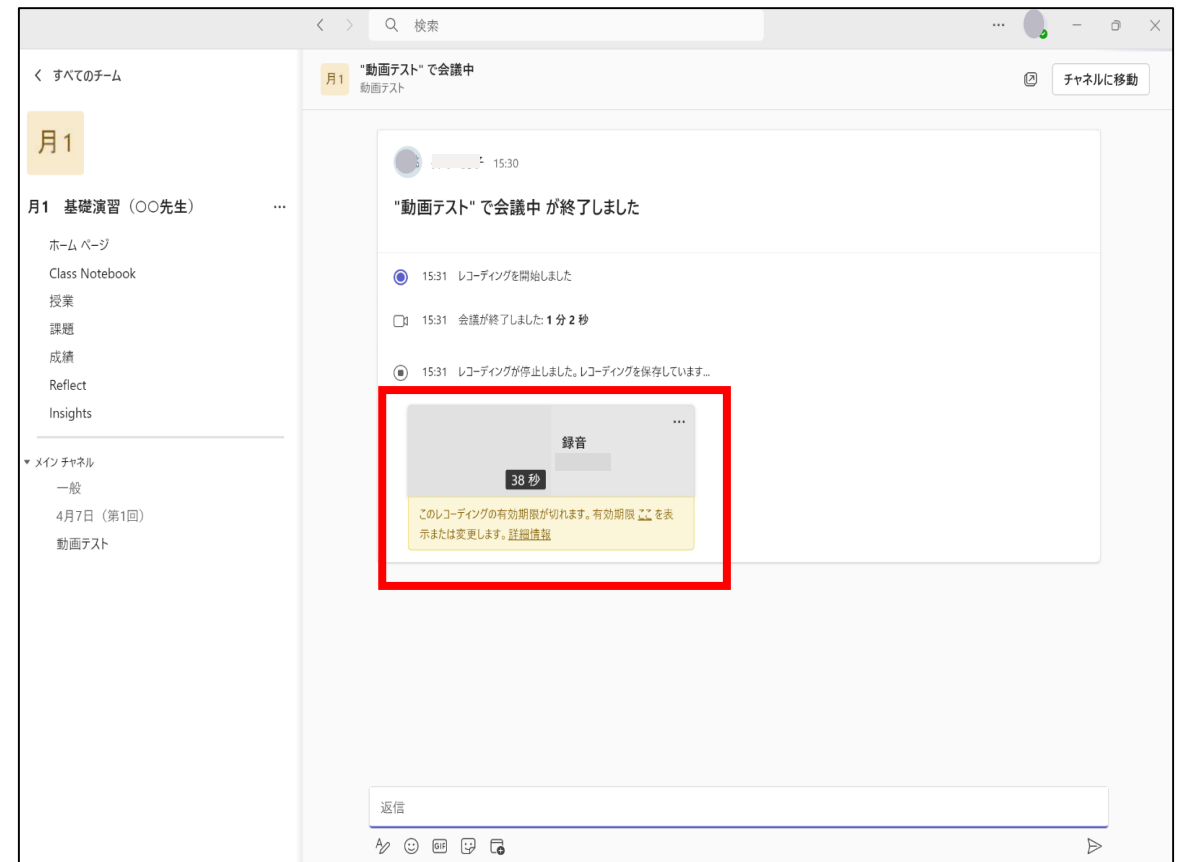 検索
すべてのチーム
月1
月1 基礎演習（○○先生）
ホーム ページ
Class Notebook
授業
課題
成績
Reflect
Insights
メイン チャネル
一般
4月7日（第1回）
動画テスト
月1
"動画テスト" で会議中
動画テスト
チャネルに移動
15:30
"動画テスト" で会議中 が終了しました
15:31 レコーディングを開始しました
15:31 会議が終了しました: 1 分 2 秒
15:31 レコーディングが停止しました。レコーディングを保存しています...
録音
38 秒
このレコーディングの有効期限が切れます。有効期限 ここ を表
示または変更します。詳細情報
返信
GIF